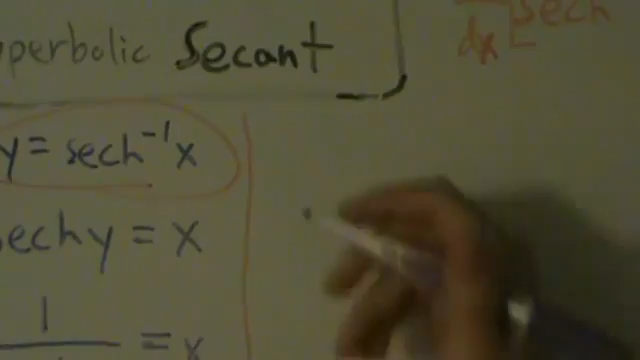 perbolic Secant
dx [sech
y = sech⁻¹x
sechy = x
1
= x